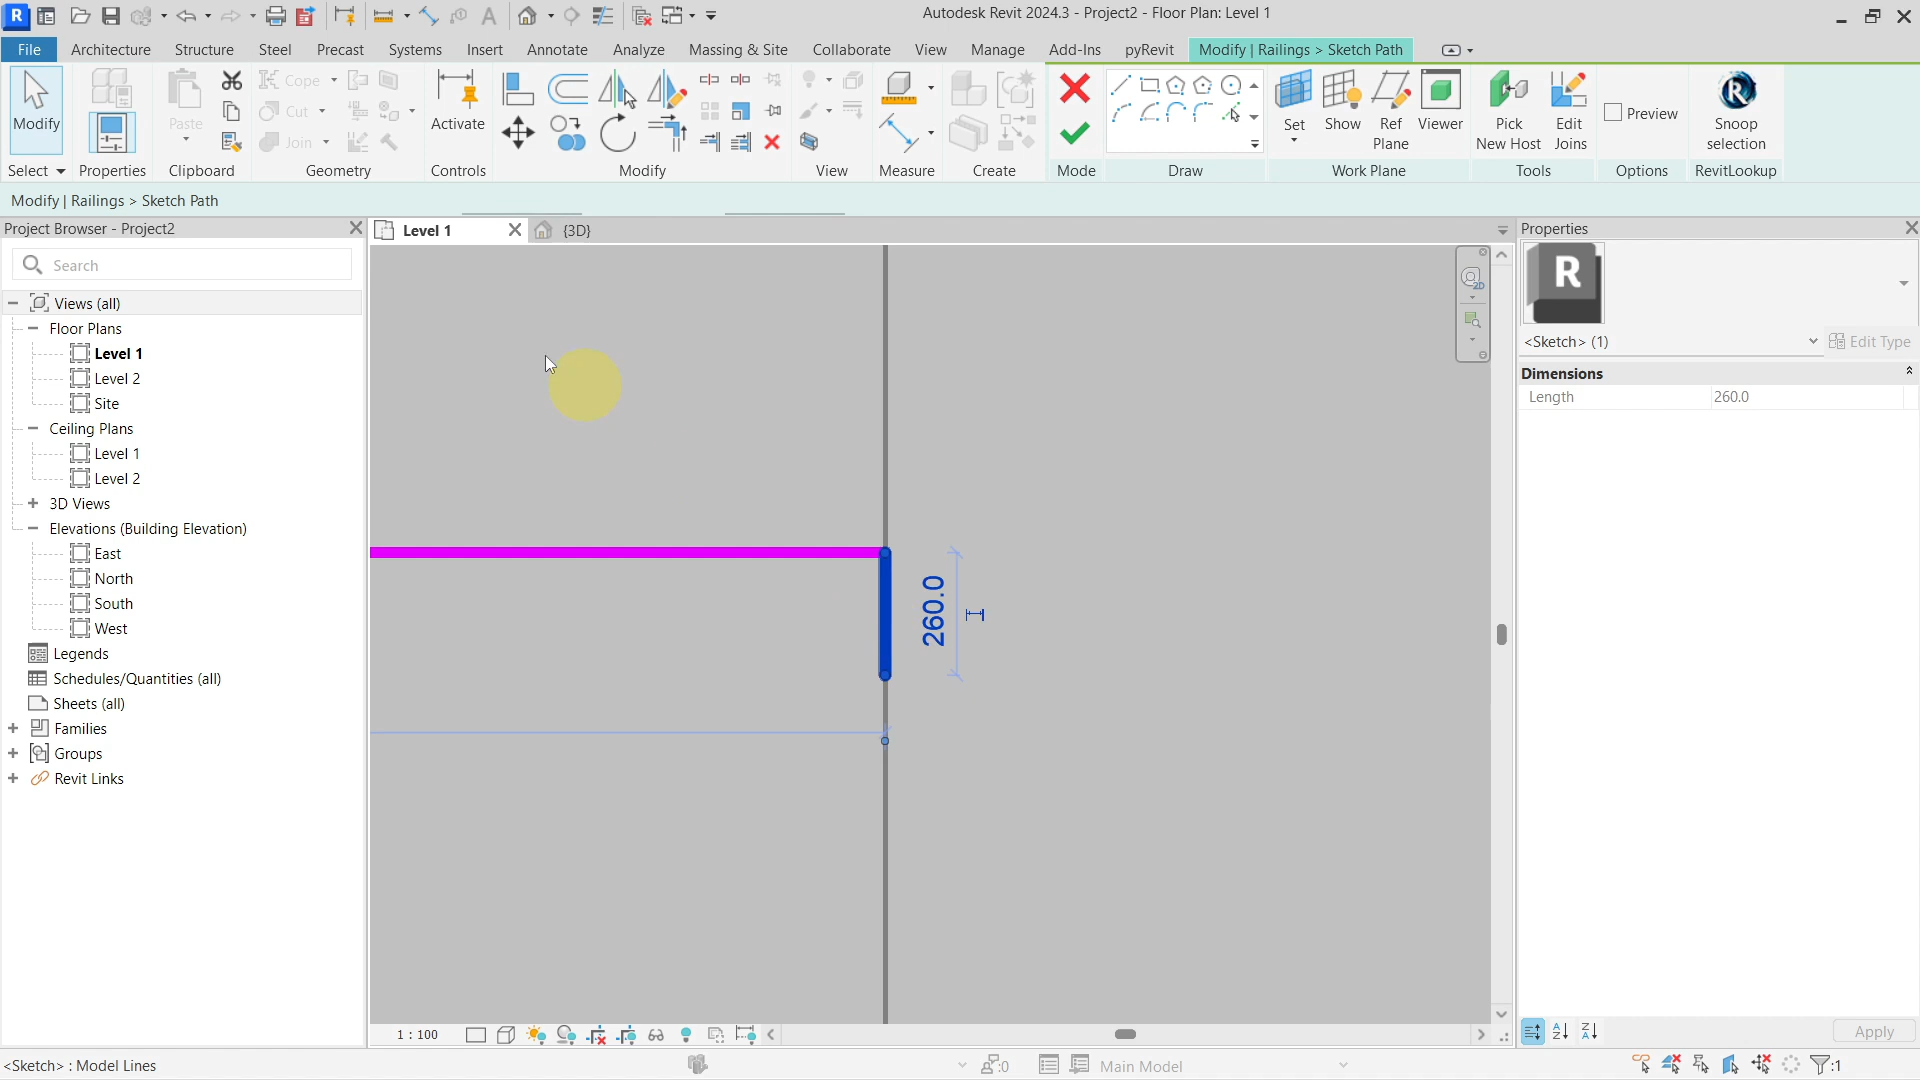 Autodesk Revit 2024.3 - Project2 - Floor Plan: Level 1
File Architecture Structure Steel Precast Systems Insert Annotate Analyze Massing & Site Collaborate View Manage Add-Ins pyRevit Modify | Railings > Sketch Path
Modify Paste Cope Cut Join Activate Set Show Ref Plane Viewer Pick New Host Edit Joins Preview Snoop selection
Select Properties Clipboard Geometry Controls Modify View Measure Create Mode Draw Work Plane Tools Options RevitLookup
Modify | Railings > Sketch Path
Project Browser - Project2
Search
Views (all)
Floor Plans
Level 1
Level 2
Site
Ceiling Plans
Level 1
Level 2
3D Views
Elevations (Building Elevation)
East
North
South
West
Legends
Schedules/Quantities (all)
Sheets (all)
Families
Groups
Revit Links
Level 1 {3D}
2D
260.0
1 : 100
Properties
R
<Sketch> (1) Edit Type
Dimensions
Length 260.0
Apply
<Sketch> : Model Lines
:0
Main Model
:1